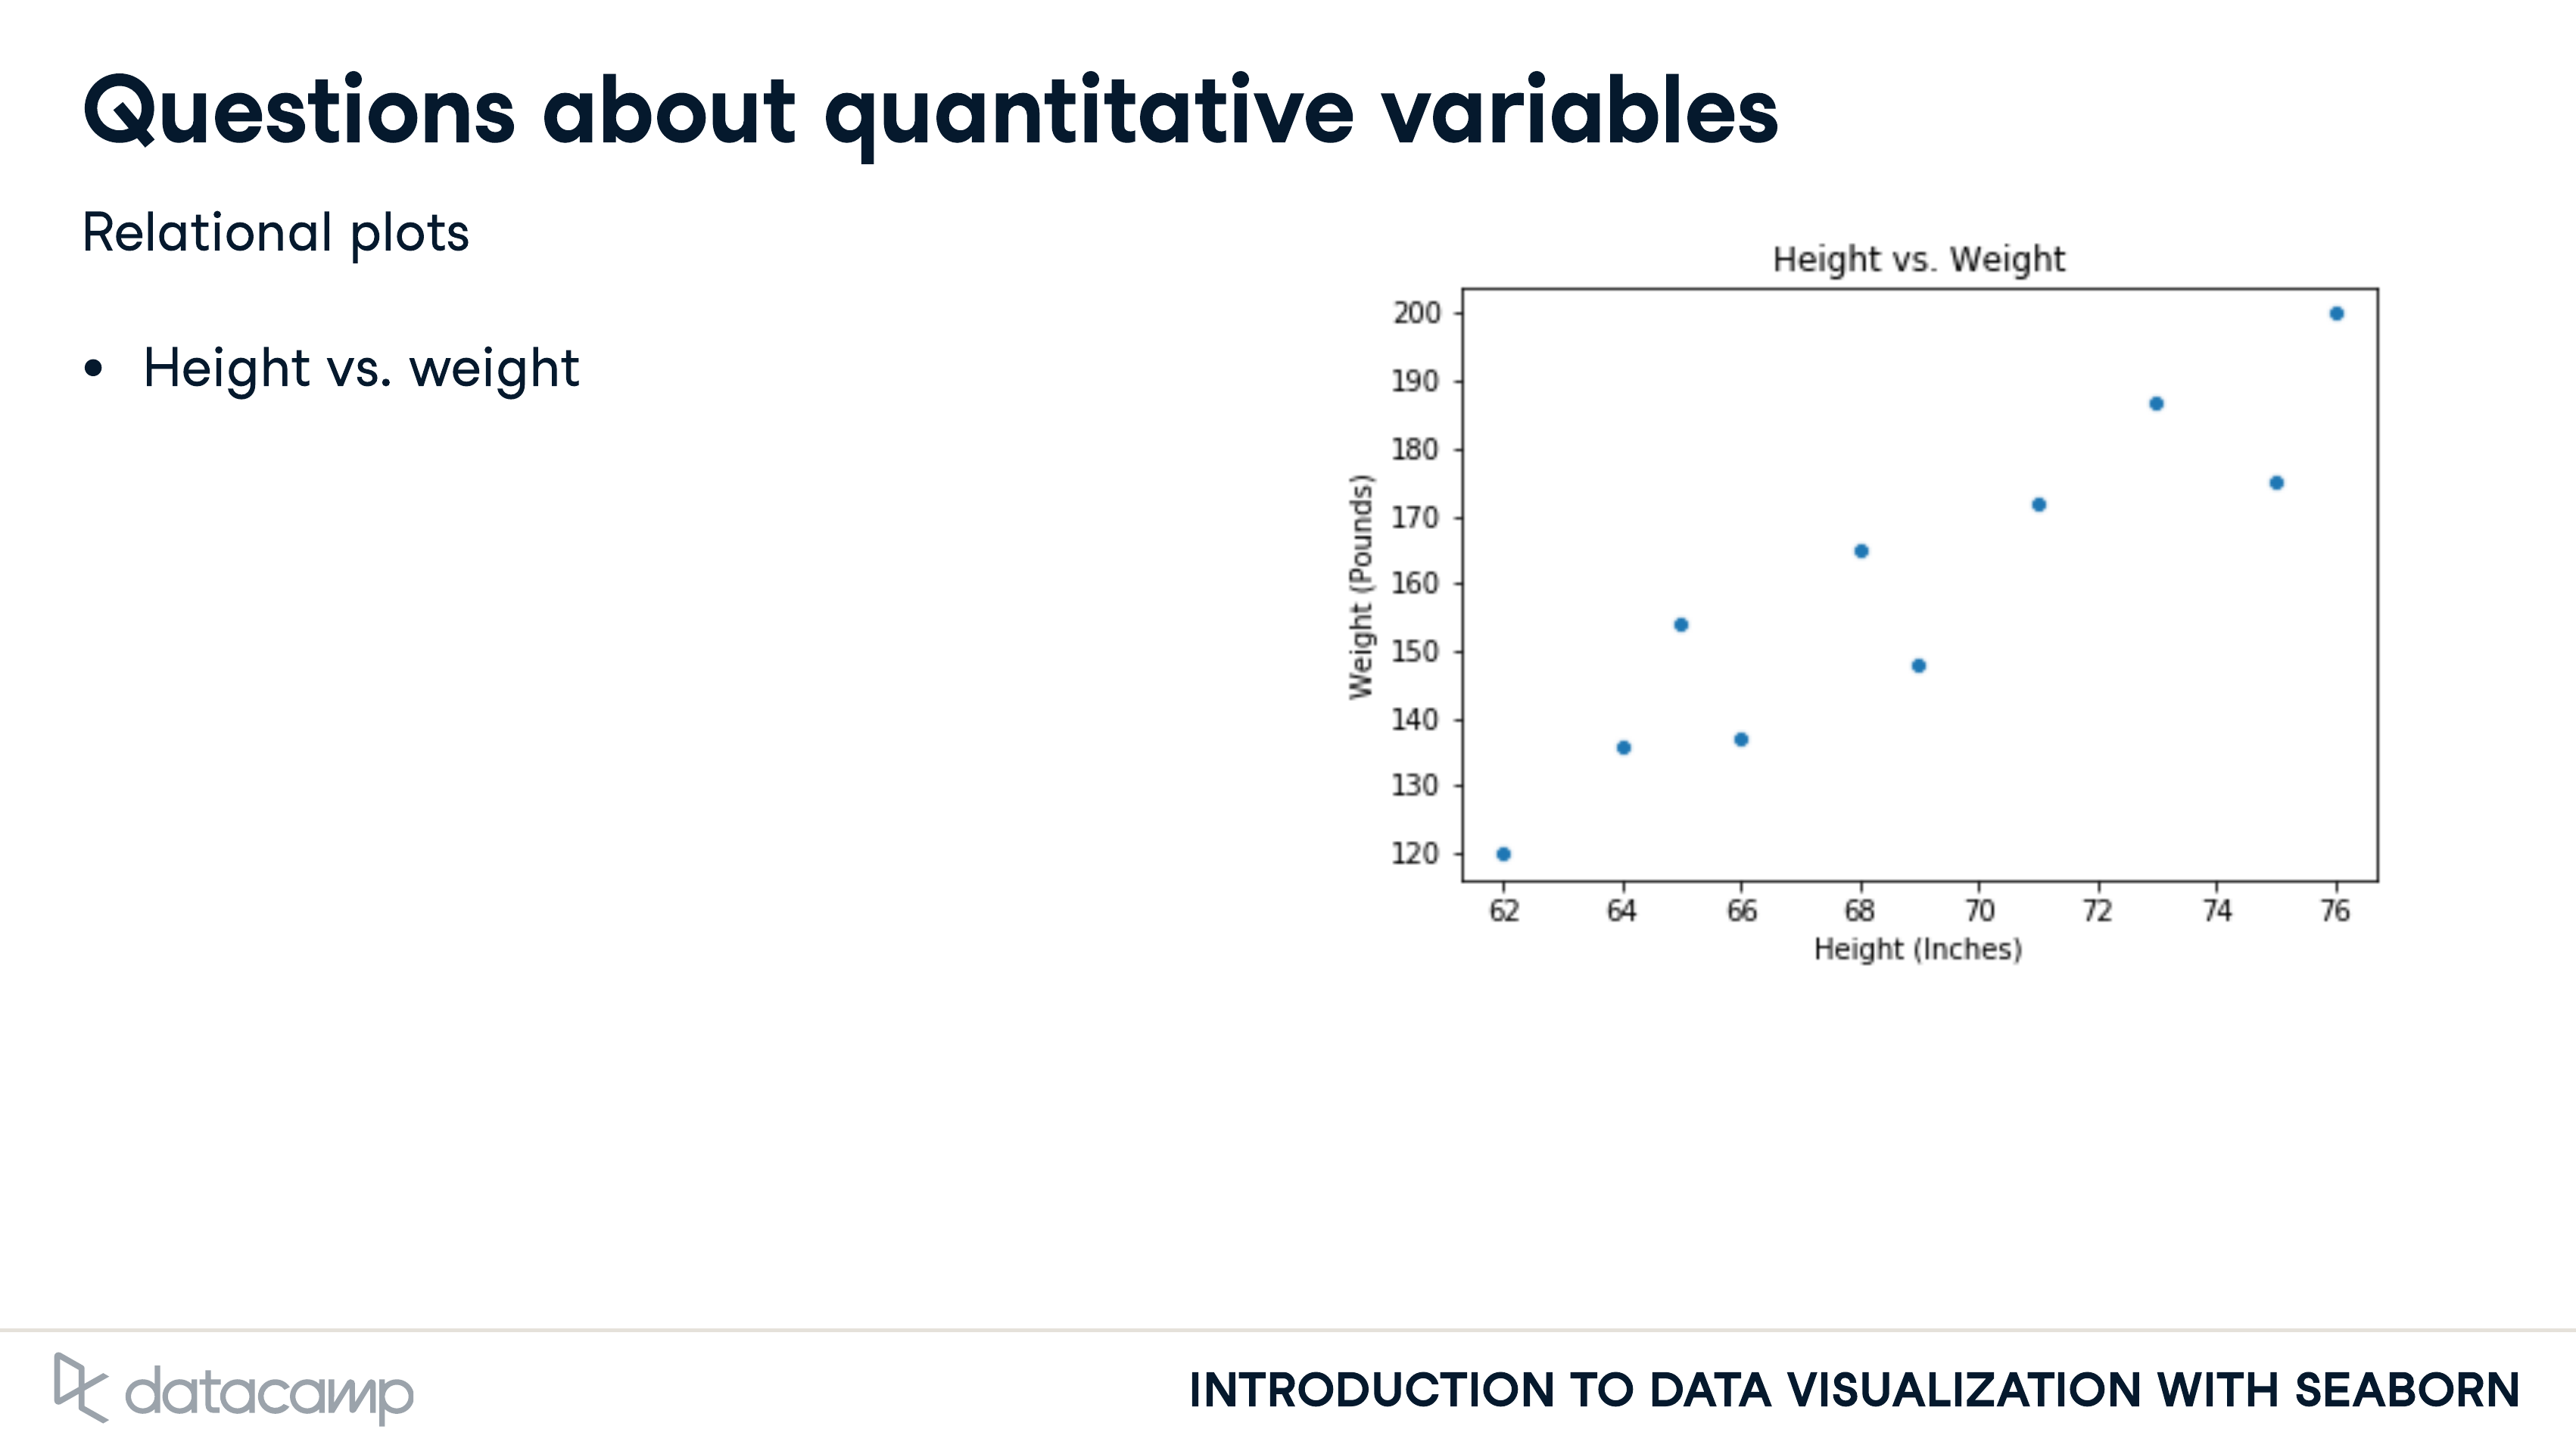 Questions about quantitative variables
Relational plots
• Height vs. weight
Height vs. Weight
200
190
180
170
160
150
140
130
120
Weight (Pounds)
62 64 66 68 70 72 74 76
Height (Inches)
datacamp
INTRODUCTION TO DATA VISUALIZATION WITH SEABORN